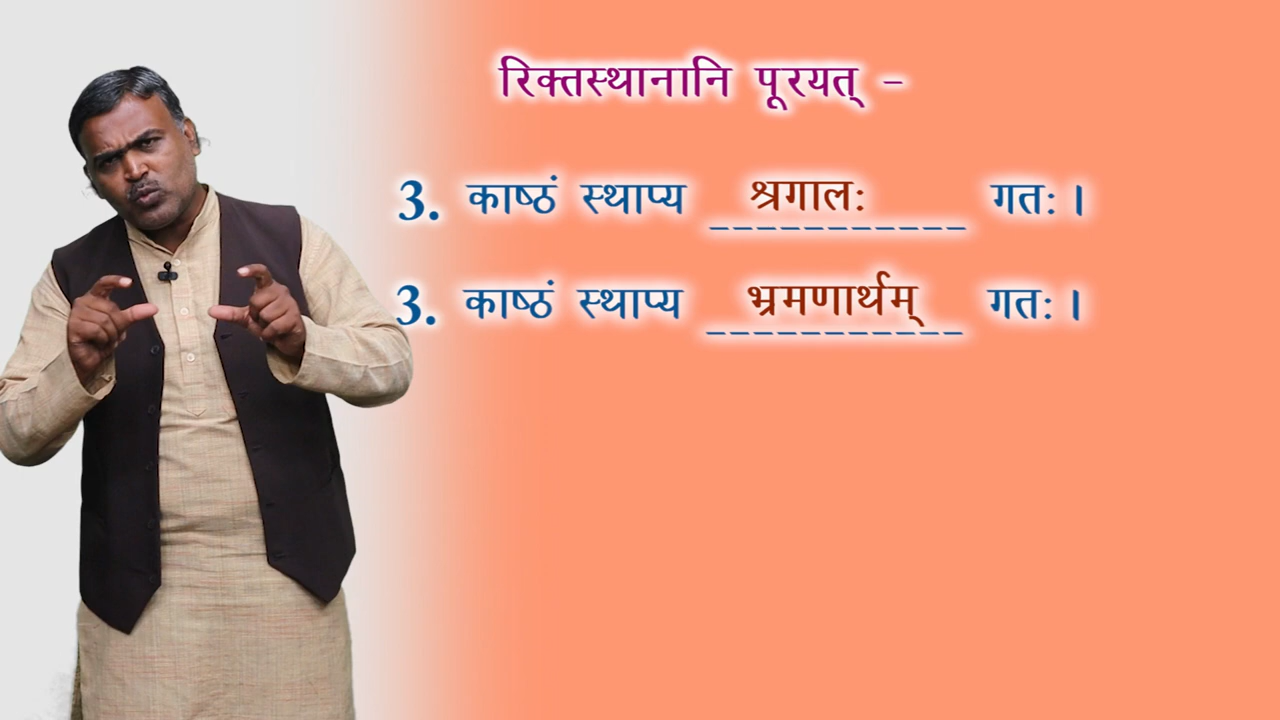 रिक्तस्थानानि पूरयत् -
3. काष्ठं स्थाप्य श्रगालः गतः ।
3. काष्ठं स्थाप्य भ्रमणार्थम् गतः ।